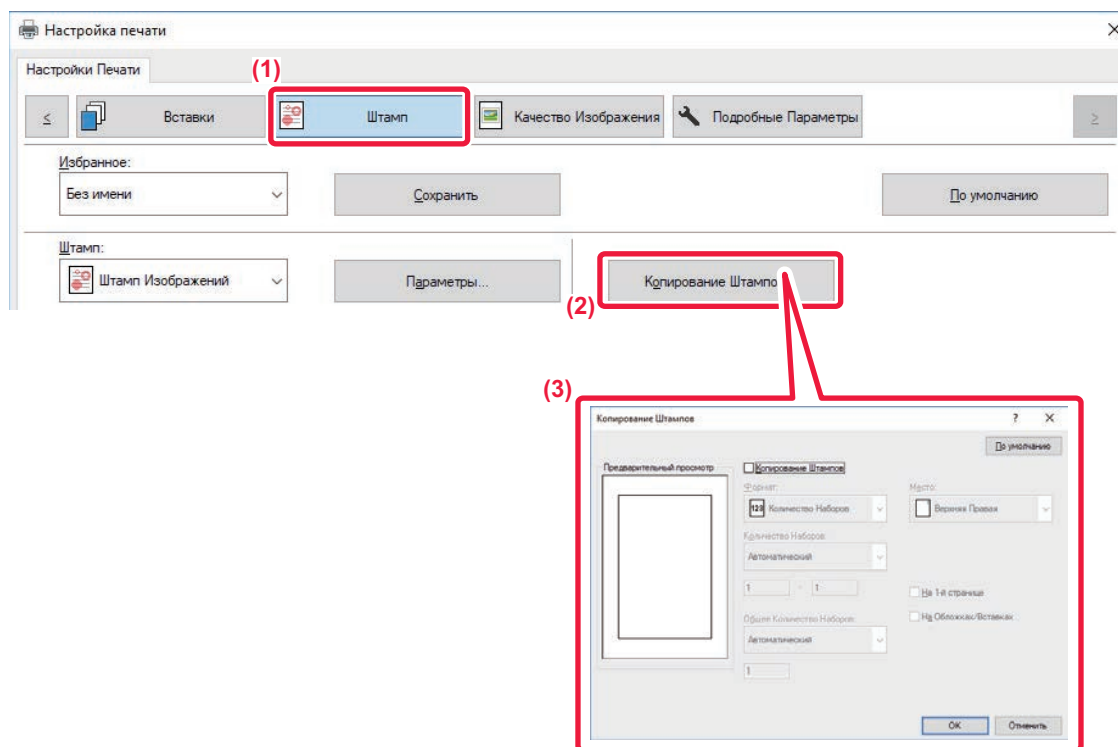 Настройка печати
Настройки Печати
(1)
< Вставки Штамп Качество Изображения Подробные Параметры >
Избранное:
Без имени Сохранить По умолчанию
Штамп:
Штамп Изображений Параметры... Копирование Штампо
(2)
(3)
Копирование Штампов ? X
По умолчанию
Предварительный просмотр Копирование Штампов
Формат: Место:
123 Количество Наборов Верхняя Правая
Количество Наборов:
Автоматический
1 - 1 На 1-й странице
На Обложках/Вставках
Общее Количество Наборов:
Автоматический
1
OK Отменить